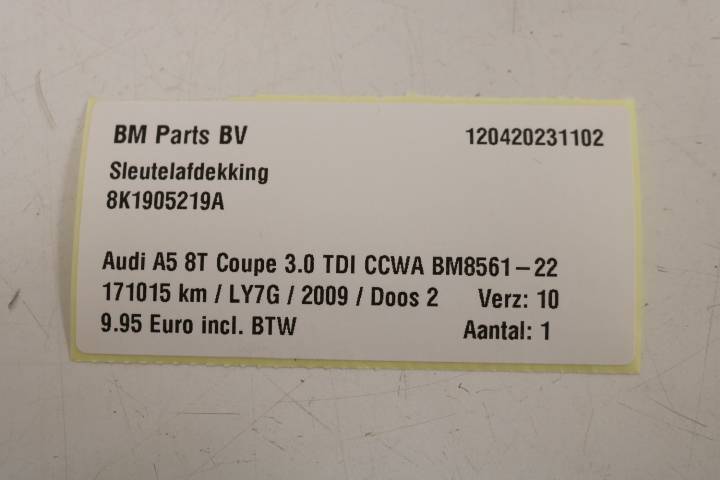 BM Parts BV 120420231102
Sleutelafdekking
8K1905219A
Audi A5 8T Coupe 3.0 TDI CCWA BM8561-22
171015 km / LY7G / 2009 / Doos 2 Verz: 10
9.95 Euro incl. BTW Aantal: 1